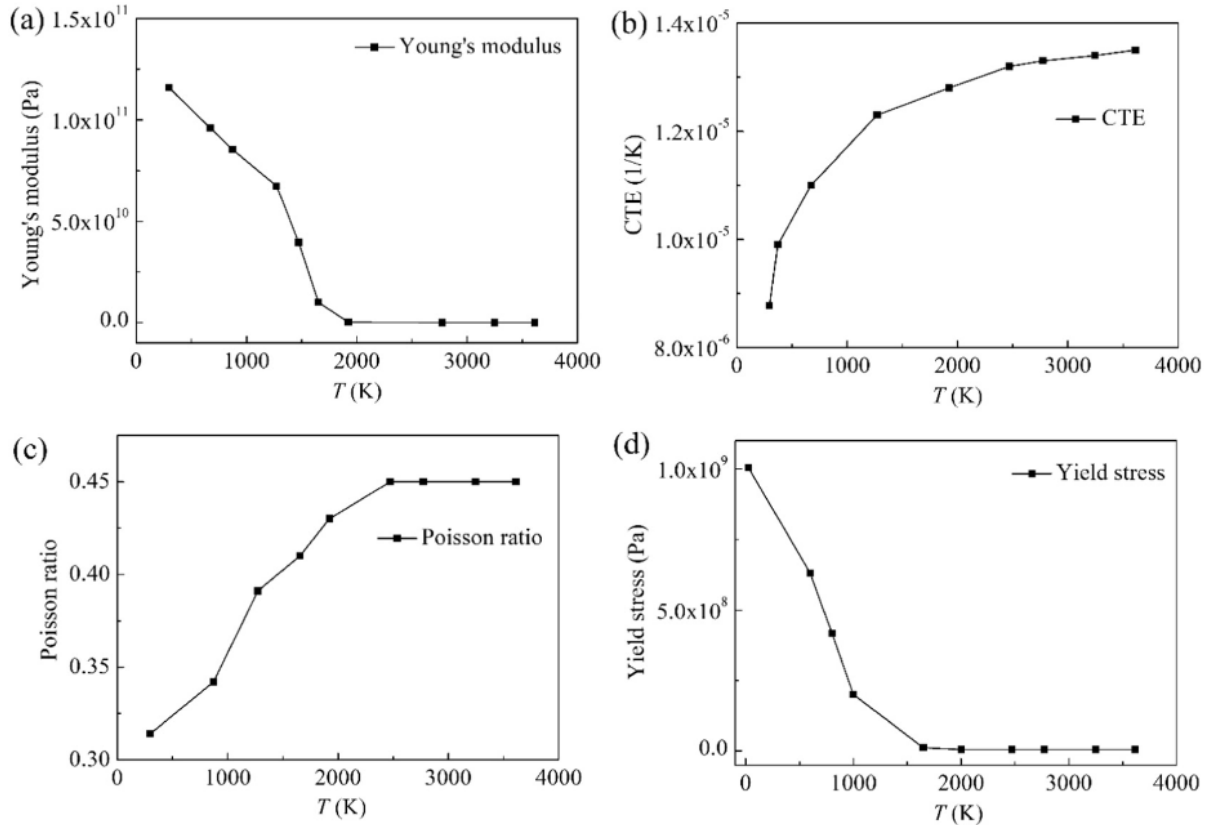 (a)
1.5x10^11
1.0x10^11
5.0x10^10
0.0
Young's modulus (Pa)
Young's modulus
0 1000 2000 3000 4000
T (K)
(b)
1.4x10^-5
1.2x10^-5
1.0x10^-5
8.0x10^-6
CTE (1/K)
CTE
0 1000 2000 3000 4000
T (K)
(c)
0.45
0.40
0.35
0.30
Poisson ratio
Poisson ratio
0 1000 2000 3000 4000
T (K)
(d)
1.0x10^9
5.0x10^8
0.0
Yield stress (Pa)
Yield stress
0 1000 2000 3000 4000
T (K)